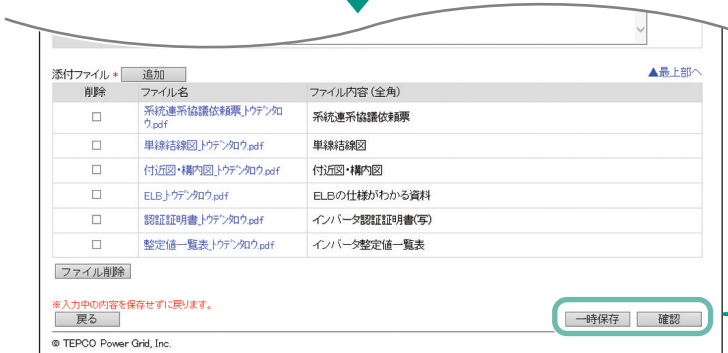 添付ファイル * 追加 ▲最上部へ
削除 ファイル名 ファイル内容(全角)
系統連系協議依頼票_トウデンタロ
ウ.pdf 系統連系協議依頼票
単線結線図_トウデンタロウ.pdf 単線結線図
付近図・構内図_トウデンタロウ.pdf 付近図・構内図
ELB_トウデンタロウ.pdf ELBの仕様がわかる資料
認証証明書_トウデンタロウ.pdf インバータ認証証明書(写)
整定値一覧表_トウデンタロウ.pdf インバータ整定値一覧表
ファイル削除
※入力中の内容を保存せずに戻ります。
戻る 一時保存 確認
© TEPCO Power Grid, Inc.